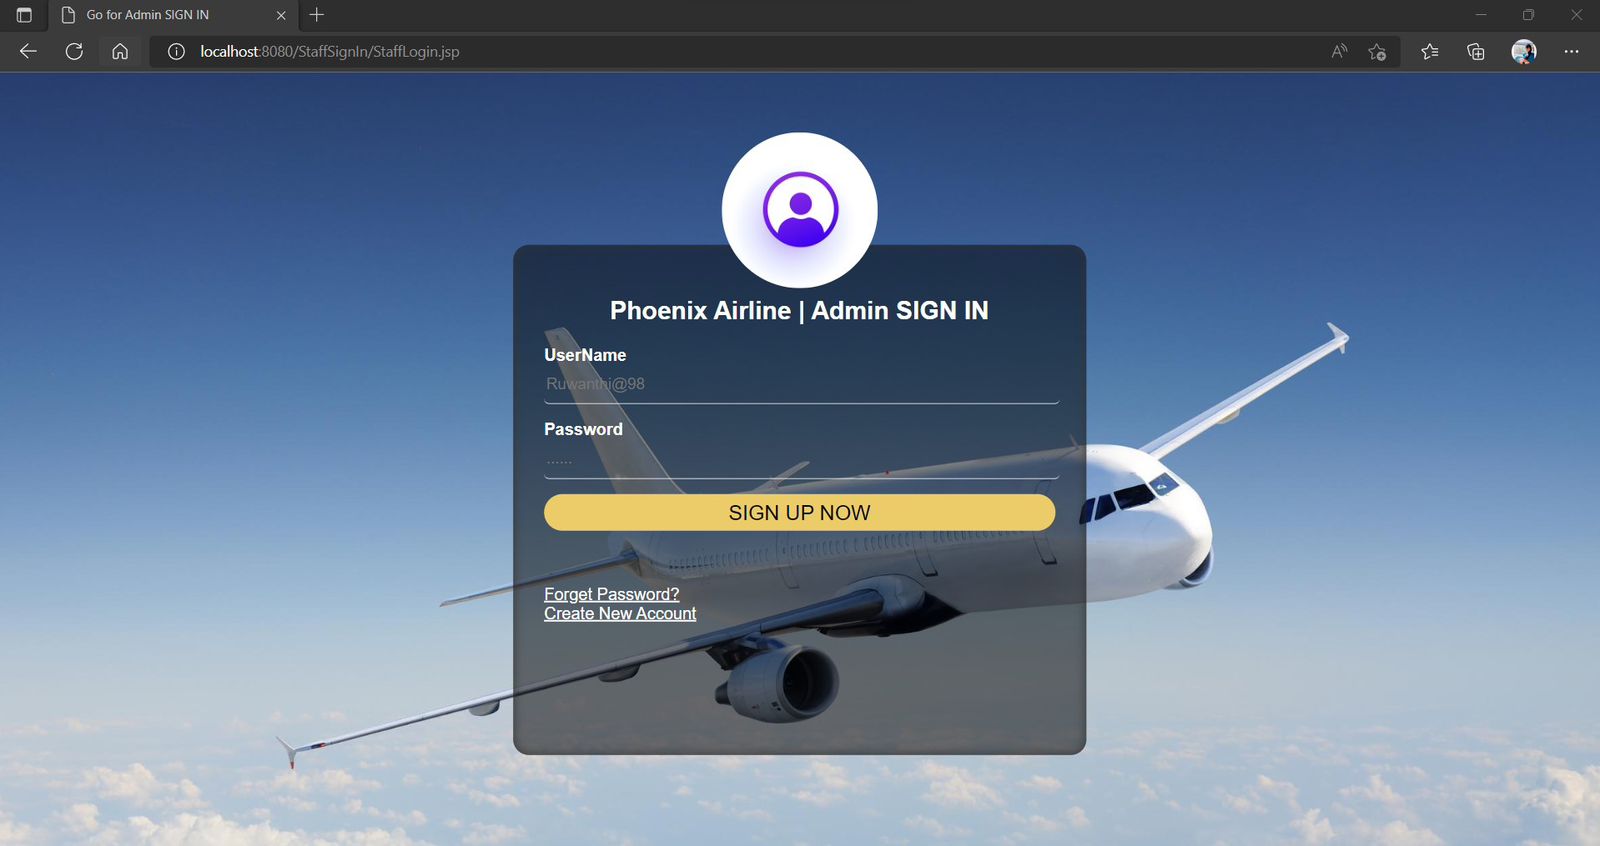 Go for Admin SIGN IN
localhost:8080/StaffSignIn/StaffLogin.jsp
Phoenix Airline | Admin SIGN IN
UserName
Ruwanthi@98
Password
......
SIGN UP NOW
Forget Password?
Create New Account